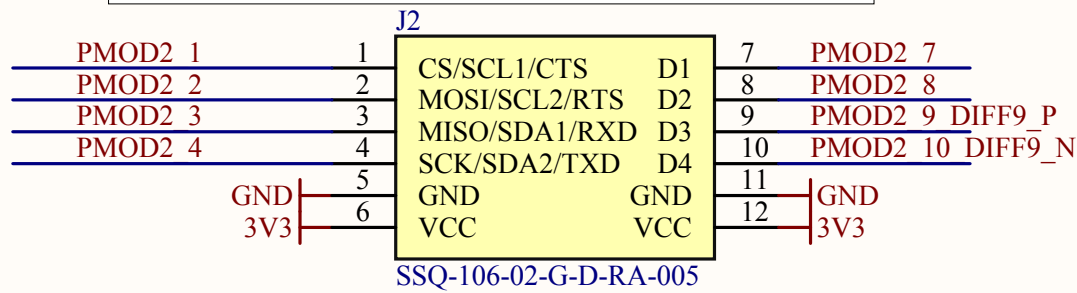 J2
PMOD2_1 1 CS/SCL1/CTS D1 7 PMOD2_7
PMOD2_2 2 MOSI/SCL2/RTS D2 8 PMOD2_8
PMOD2_3 3 MISO/SDA1/RXD D3 9 PMOD2_9_DIFF9_P
PMOD2_4 4 SCK/SDA2/TXD D4 10 PMOD2_10_DIFF9_N
GND 5 GND GND 11 GND
3V3 6 VCC VCC 12 3V3
SSQ-106-02-G-D-RA-005